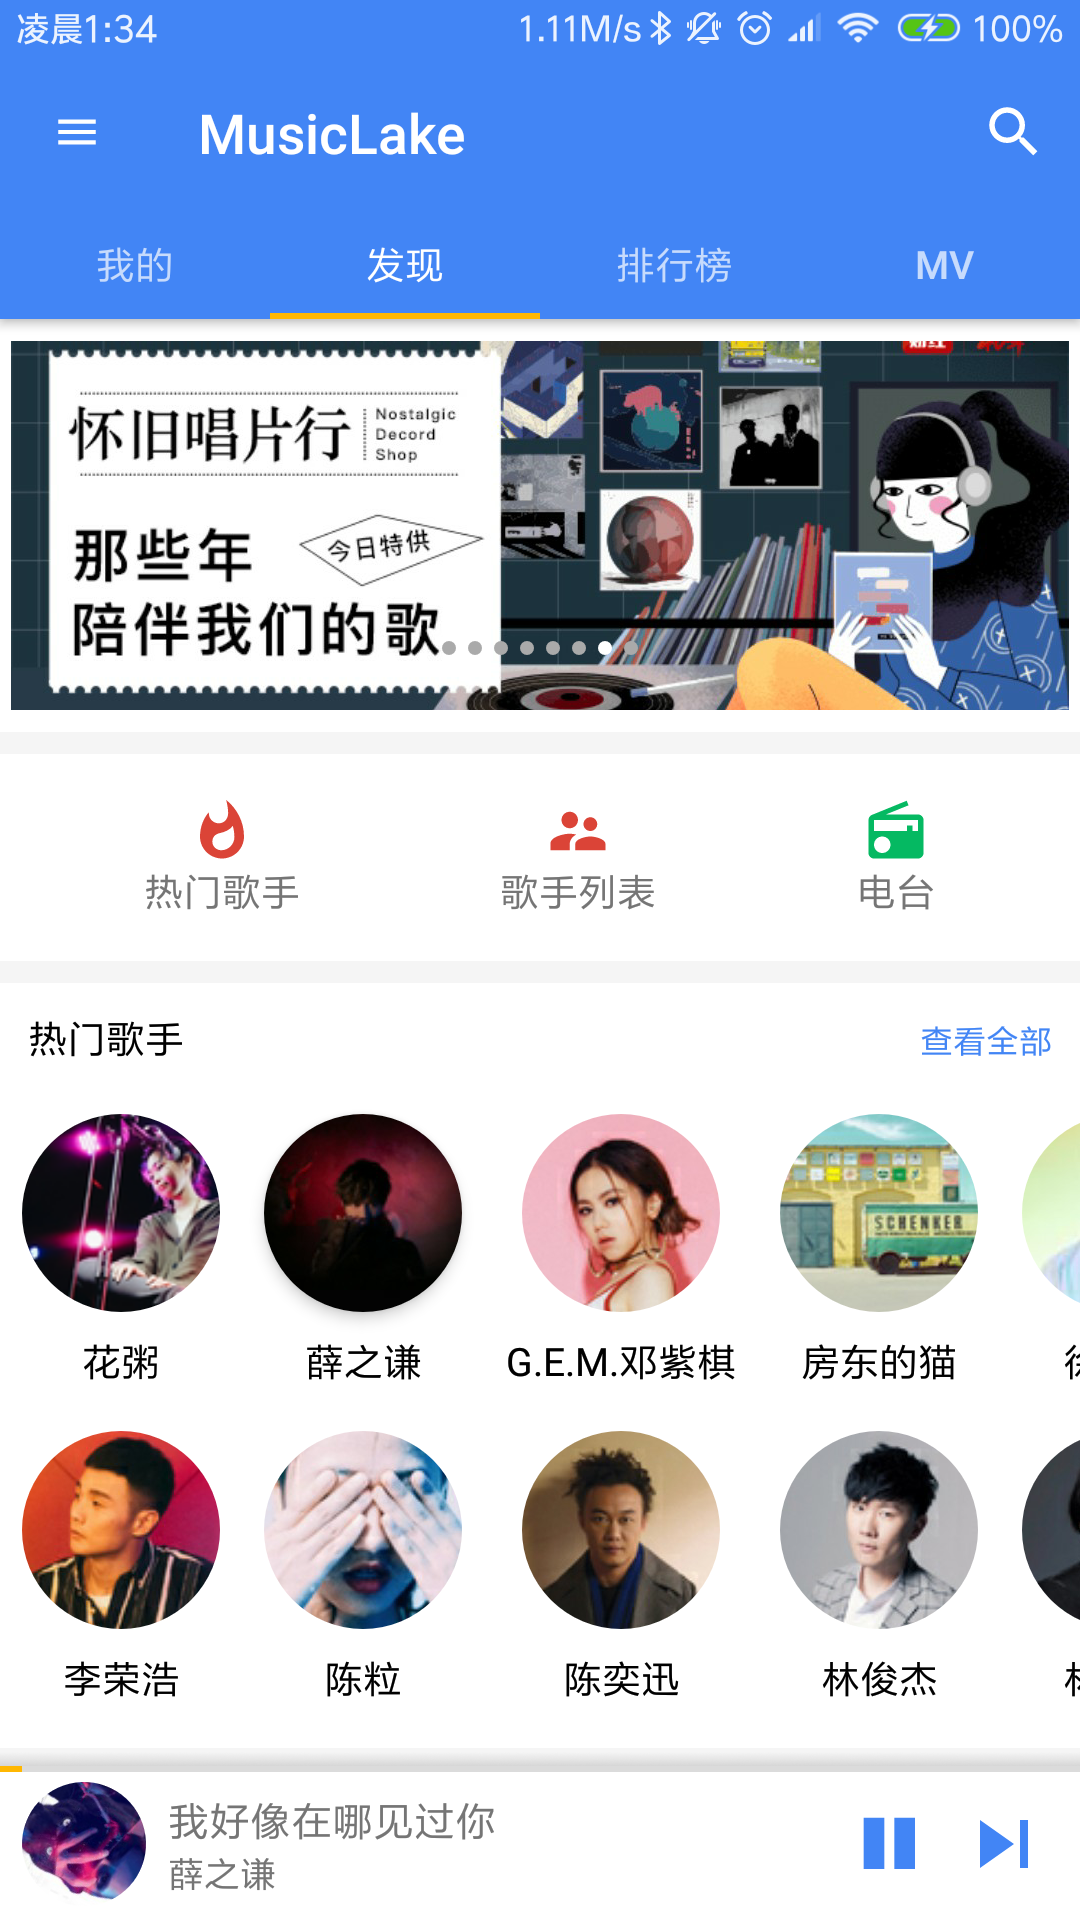 凌晨1:34 1.11M/s 100%
MusicLake
我的 发现 排行榜 MV
怀旧唱片行
Nostalgic
Decord
Shop
那些年
今日特供
陪伴我们的歌
热门歌手 歌手列表 电台
热门歌手 查看全部
SCHENKER
花粥 薛之谦 G.E.M.邓紫棋 房东的猫
李荣浩 陈粒 陈奕迅 林俊杰
我好像在哪见过你
薛之谦